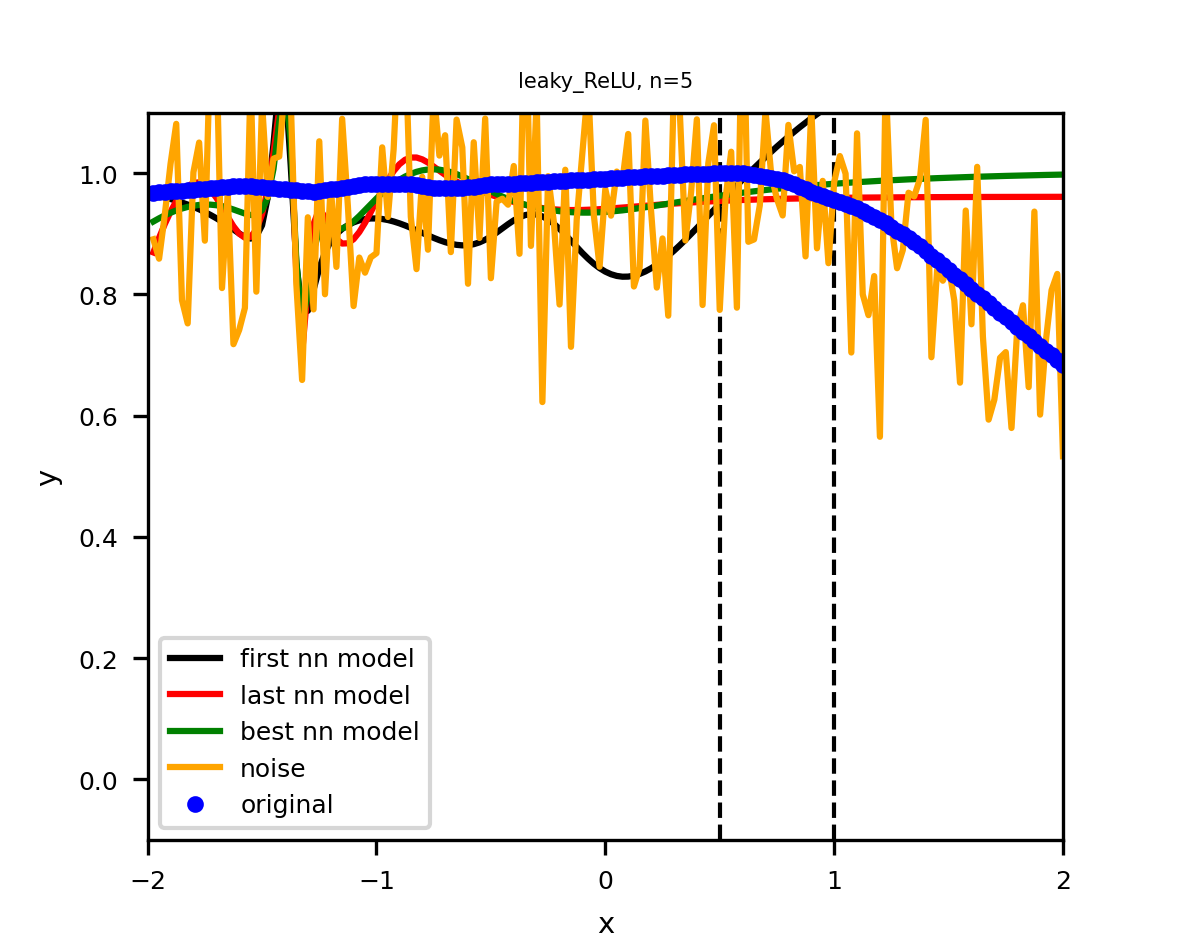 leaky_ReLU, n=5
1.0
0.8
0.6
0.4
0.2
0.0
y
first nn model
last nn model
best nn model
noise
original
−2
−1
0
1
2
x